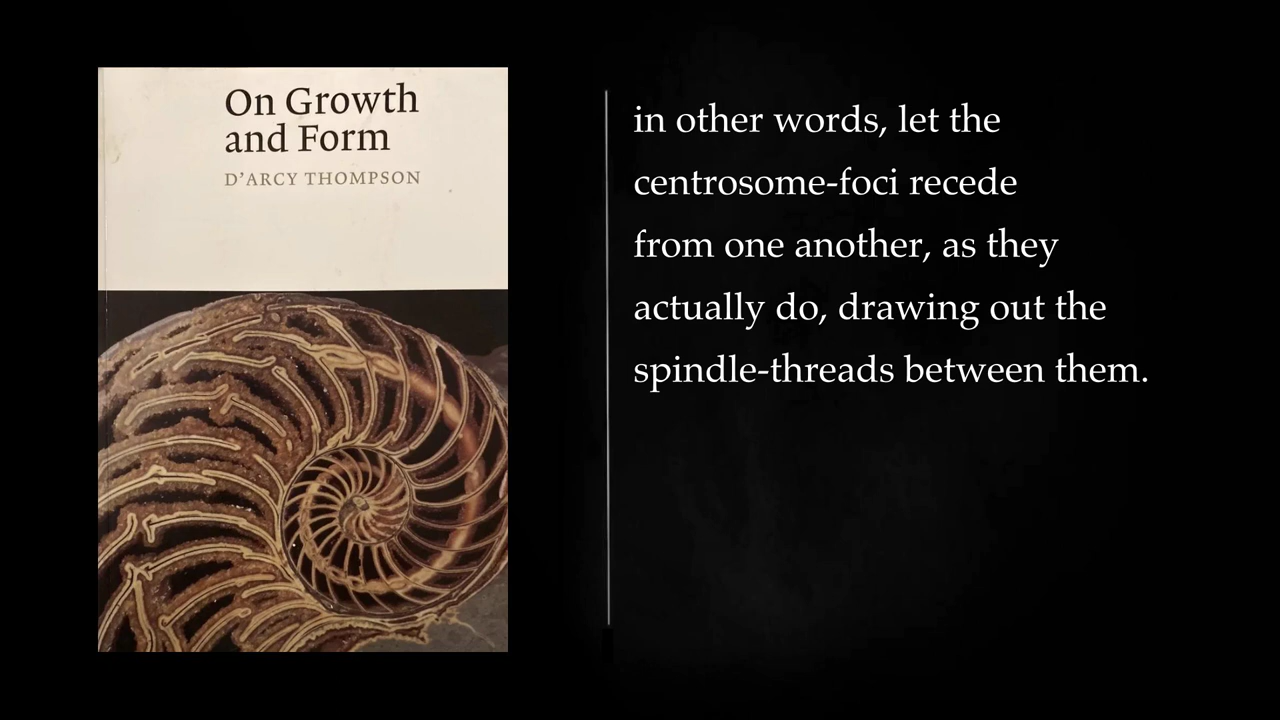 On Growth
and Form
D'ARCY THOMPSON
in other words, let the
centrosome-foci recede
from one another, as they
actually do, drawing out the
spindle-threads between them.